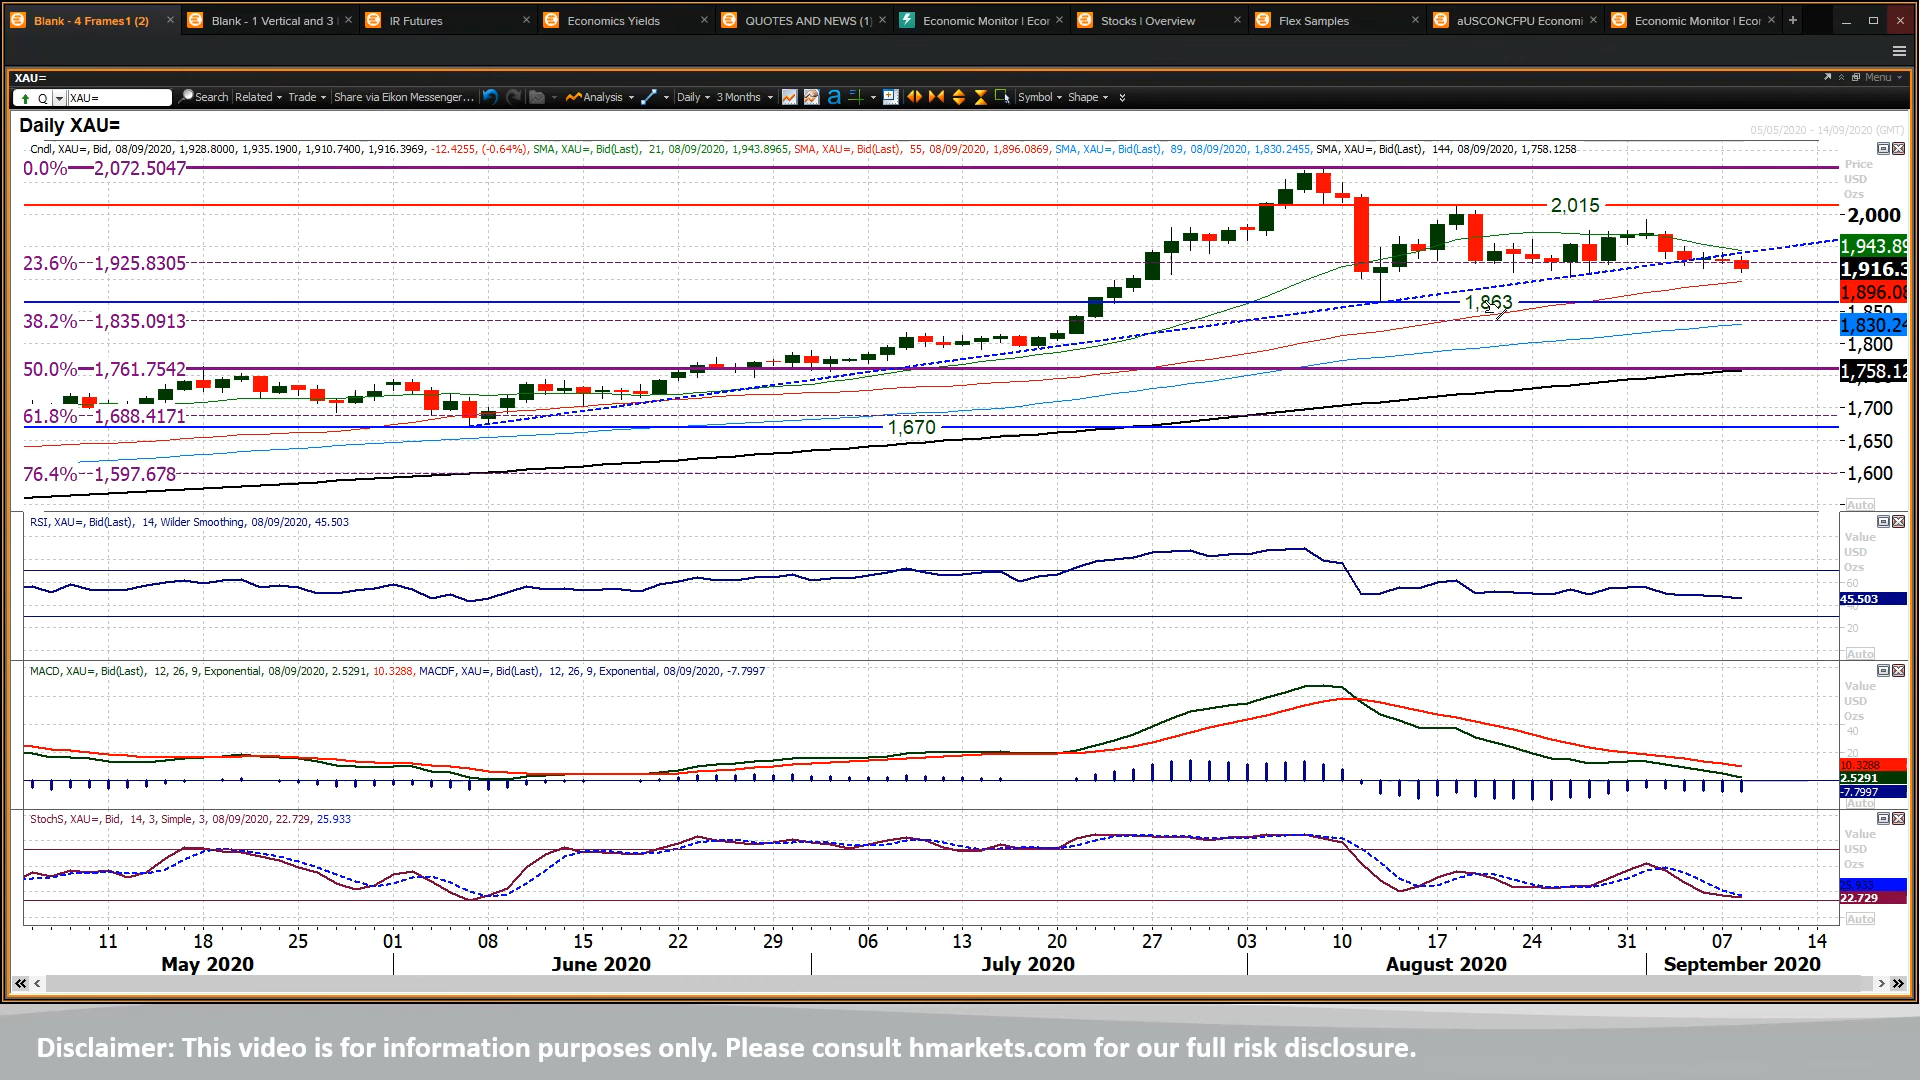 Blank - 4 Frames1 (2) Blank - 1 Vertical and 3 IR Futures Economics Yields QUOTES AND NEWS (1) Economic Monitor | Ecor Stocks | Overview Flex Samples aUSCONCFPU Economi Economic Monitor | Ecor
XAU= Menu
Q XAU= Search Related Trade Share via Eikon Messenger... Analysis Daily 3 Months a Symbol Shape
Daily XAU=
05/05/2020 - 14/09/2020 (GMT)
Cndl, XAU=, Bid, 08/09/2020, 1,928.8000, 1,935.1900, 1,910.7400, 1,916.3969, -12.4255, (-0.64%), SMA, XAU=, Bid(Last), 21, 08/09/2020, 1,943.8965, SMA, XAU=, Bid(Last), 55, 08/09/2020, 1,896.0869, SMA, XAU=, Bid(Last), 89, 08/09/2020, 1,830.2455, SMA, XAU=, Bid(Last), 144, 08/09/2020, 1,758.1258
Price
USD
Ozs
0.0% 2,072.5047
2,015
2,000
1,943.89
23.6% 1,925.8305
1,916.3
1,896.08
1,863
1,850
38.2% 1,835.0913
1,830.24
1,800
50.0% 1,761.7542
1,758.12
1,700
61.8% 1,688.4171
1,670
1,650
76.4% 1,597.678
1,600
Auto
RSI, XAU=, Bid(Last), 14, Wilder Smoothing, 08/09/2020, 45.503
Value
USD
Ozs
60
45.503
40
20
Auto
MACD, XAU=, Bid(Last), 12, 26, 9, Exponential, 08/09/2020, 2.5291, 10.3288, MACDF, XAU=, Bid(Last), 12, 26, 9, Exponential, 08/09/2020, -7.7997
Value
USD
Ozs
40
20
10.3288
2.5291
-7.7997
Auto
StochS, XAU=, Bid, 14, 3, Simple, 3, 08/09/2020, 22.729, 25.933
Value
USD
Ozs
25.933
22.729
Auto
11 18 25 01 08 15 22 29 06 13 20 27 03 10 17 24 31 07 14
May 2020 June 2020 July 2020 August 2020 September 2020
Disclaimer: This video is for information purposes only. Please consult hmarkets.com for our full risk disclosure.